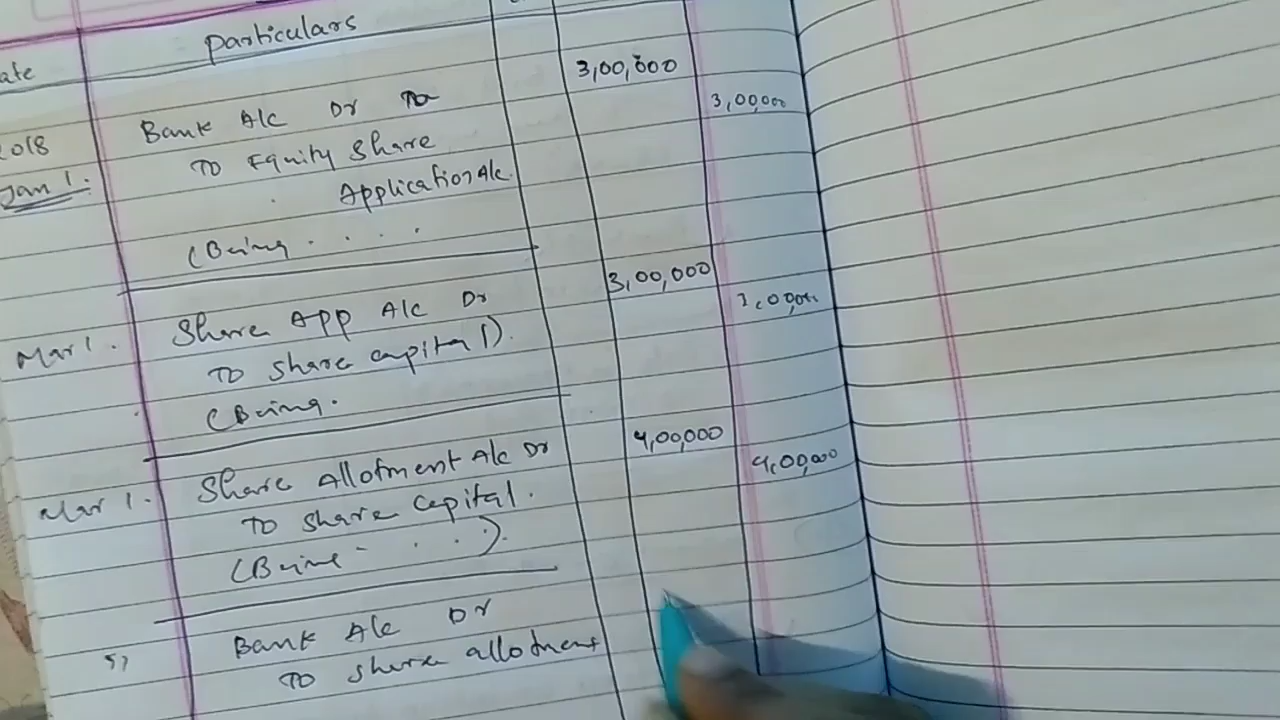 ate Particulars
2018 Bank A/c Dr To 3,00,000
Jan 1. To Equity Share 3,00,000
Application A/c.
(Being . . . .
Mar 1. Share App A/c Dr 3,00,000
To share capital). 3,00,000
(Being.
Mar 1. Share Allotment A/c Dr 4,00,000
To share capital. 4,00,000
(Being - . . .).
Bank A/c Dr
To share allotment